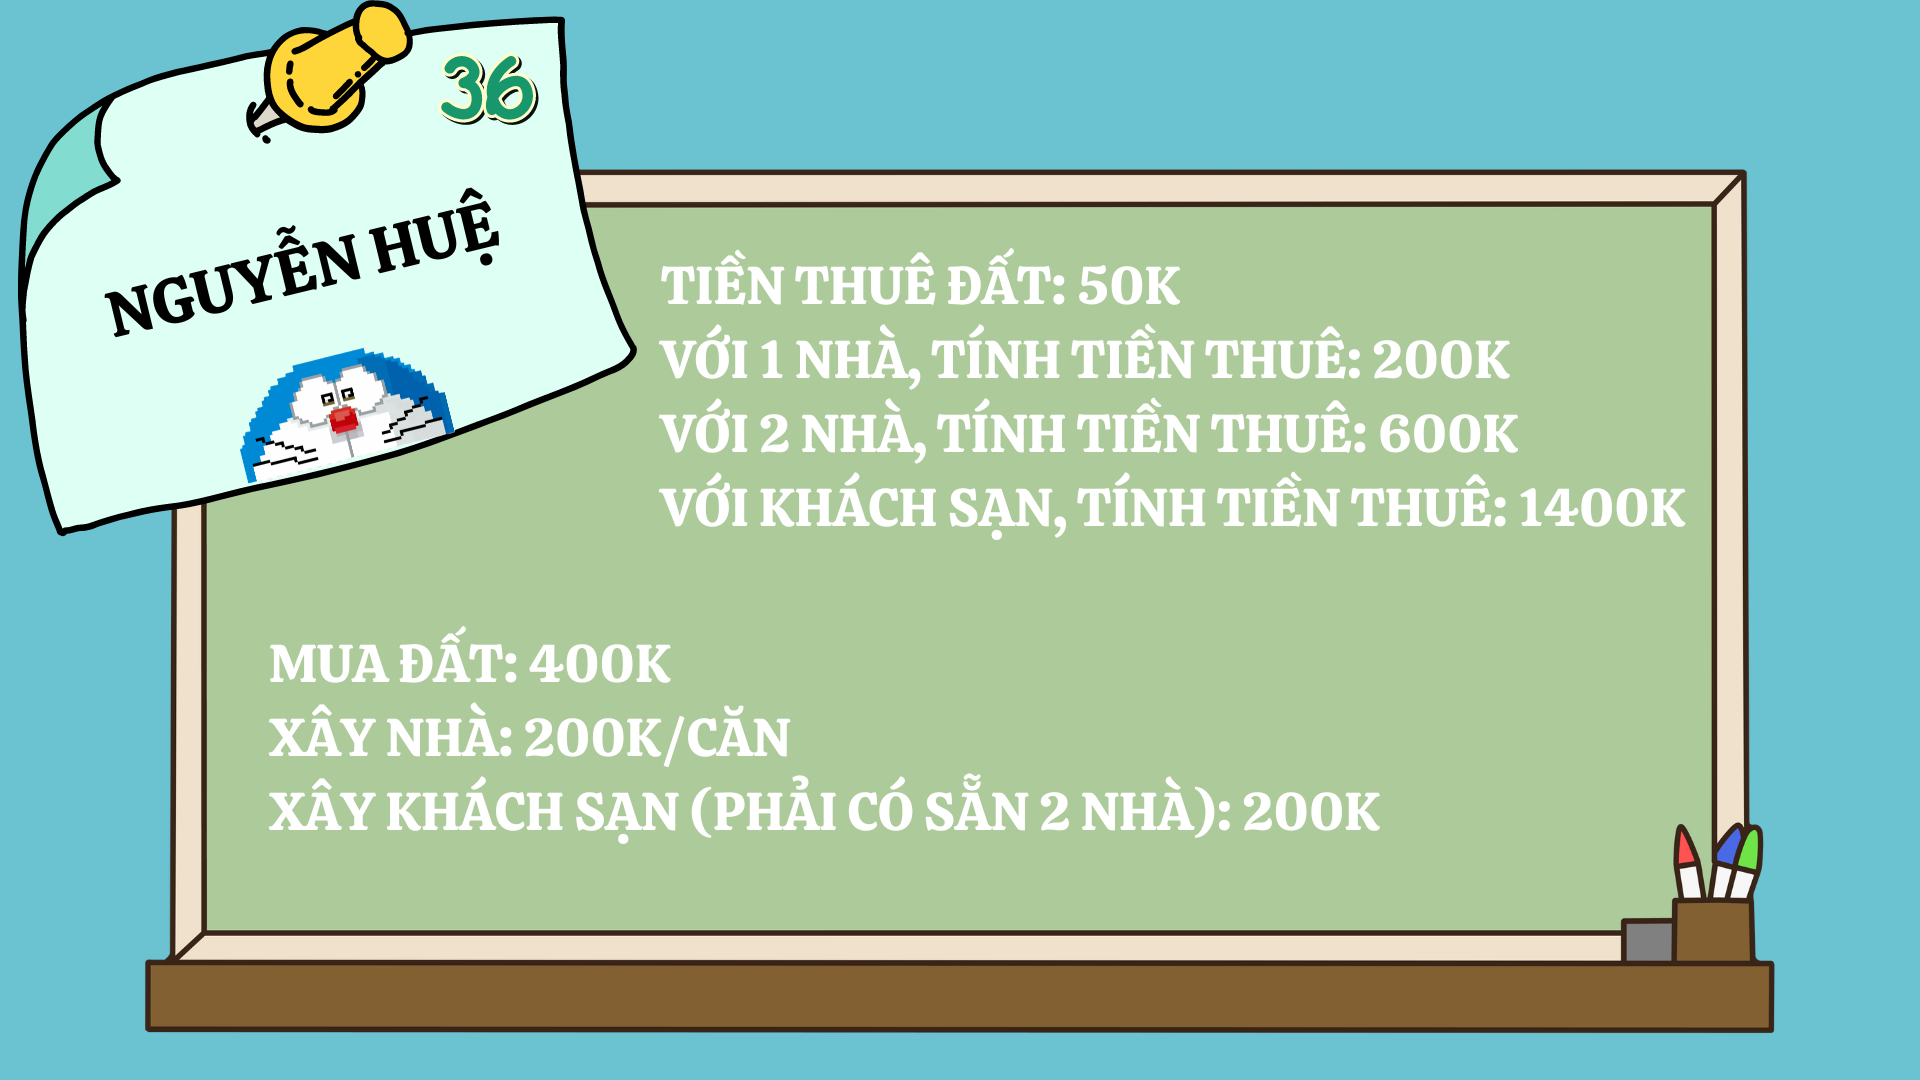 36
NGUYỄN HUỆ
TIỀN THUÊ ĐẤT: 50K
VỚI 1 NHÀ, TÍNH TIỀN THUÊ: 200K
VỚI 2 NHÀ, TÍNH TIỀN THUÊ: 600K
VỚI KHÁCH SẠN, TÍNH TIỀN THUÊ: 1400K
MUA ĐẤT: 400K
XÂY NHÀ: 200K/CĂN
XÂY KHÁCH SẠN (PHẢI CÓ SẴN 2 NHÀ): 200K